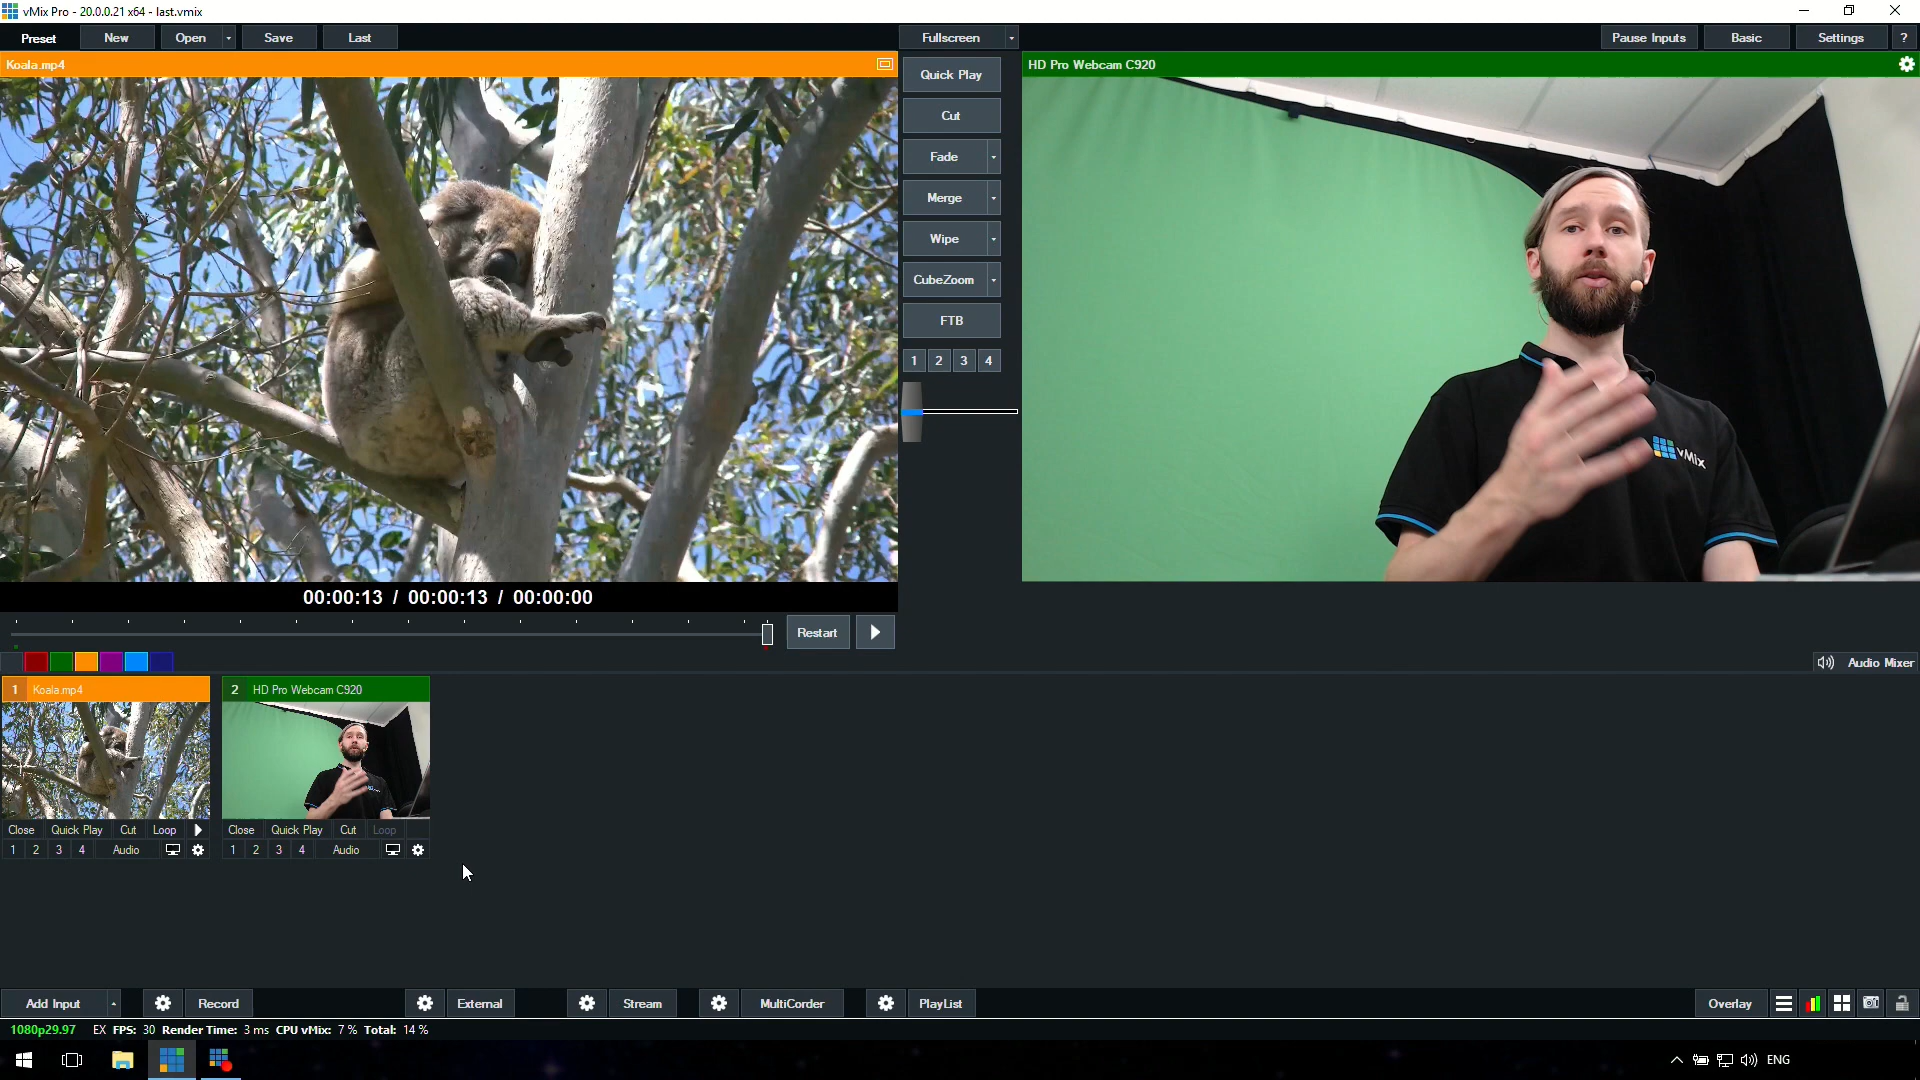 vMix Pro - 20.0.0.21 x64 - last.vmix
Preset New Open Save Last Fullscreen Pause Inputs Basic Settings ?
Koala.mp4
HD Pro Webcam C920
Quick Play
Cut
Fade
Merge
Wipe
CubeZoom
FTB
1 2 3 4
vMix
00:00:13 / 00:00:13 / 00:00:00
Restart
Audio Mixer
1 Koala.mp4
2 HD Pro Webcam C920
Close Quick Play Cut Loop
Close Quick Play Cut Loop
1 2 3 4 Audio
1 2 3 4 Audio
Add Input Record External Stream MultiCorder PlayList Overlay
1080p29.97 EX FPS: 30 Render Time: 3 ms CPU vMix: 7 % Total: 14 %
ENG